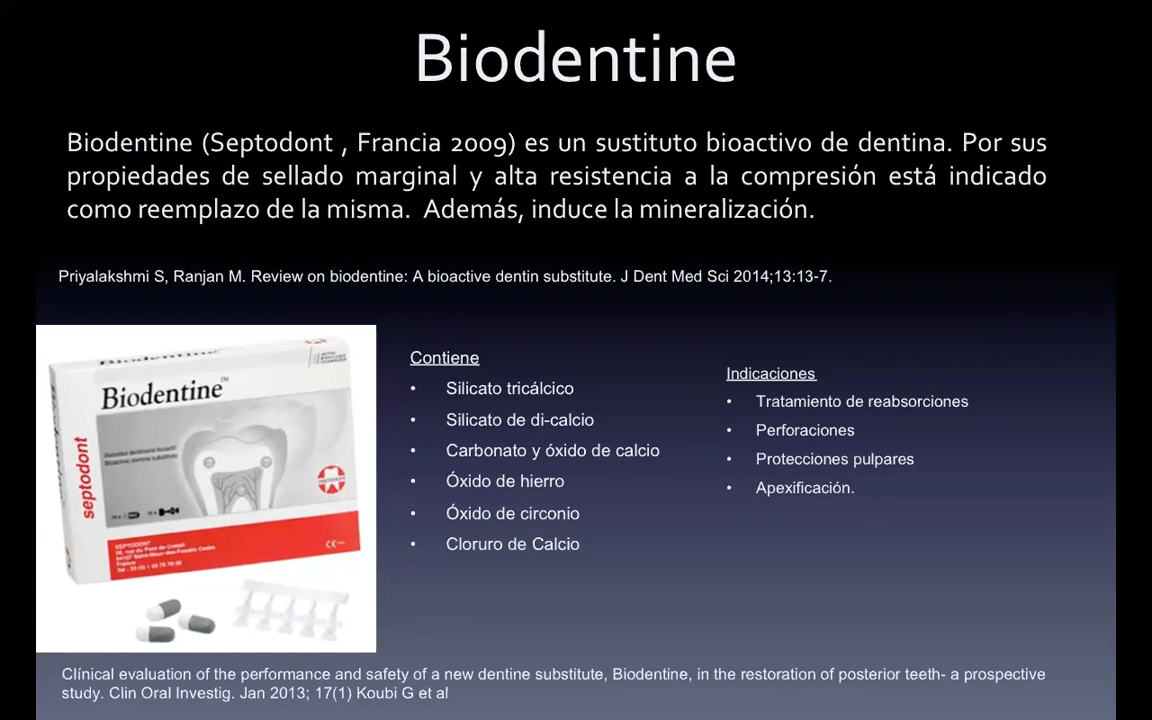 Biodentine
Biodentine (Septodont , Francia 2009) es un sustituto bioactivo de dentina. Por sus
propiedades de sellado marginal y alta resistencia a la compresión está indicado
como reemplazo de la misma. Además, induce la mineralización.
Priyalakshmi S, Ranjan M. Review on biodentine: A bioactive dentin substitute. J Dent Med Sci 2014;13:13-7.
Biodentine™
septodont
SEPTODONT
France
CE
Contiene
• Silicato tricálcico
• Silicato de di-calcio
• Carbonato y óxido de calcio
• Óxido de hierro
• Óxido de circonio
• Cloruro de Calcio
Indicaciones
• Tratamiento de reabsorciones
• Perforaciones
• Protecciones pulpares
• Apexificación.
Clínical evaluation of the performance and safety of a new dentine substitute, Biodentine, in the restoration of posterior teeth- a prospective
study. Clin Oral Investig. Jan 2013; 17(1) Koubi G et al